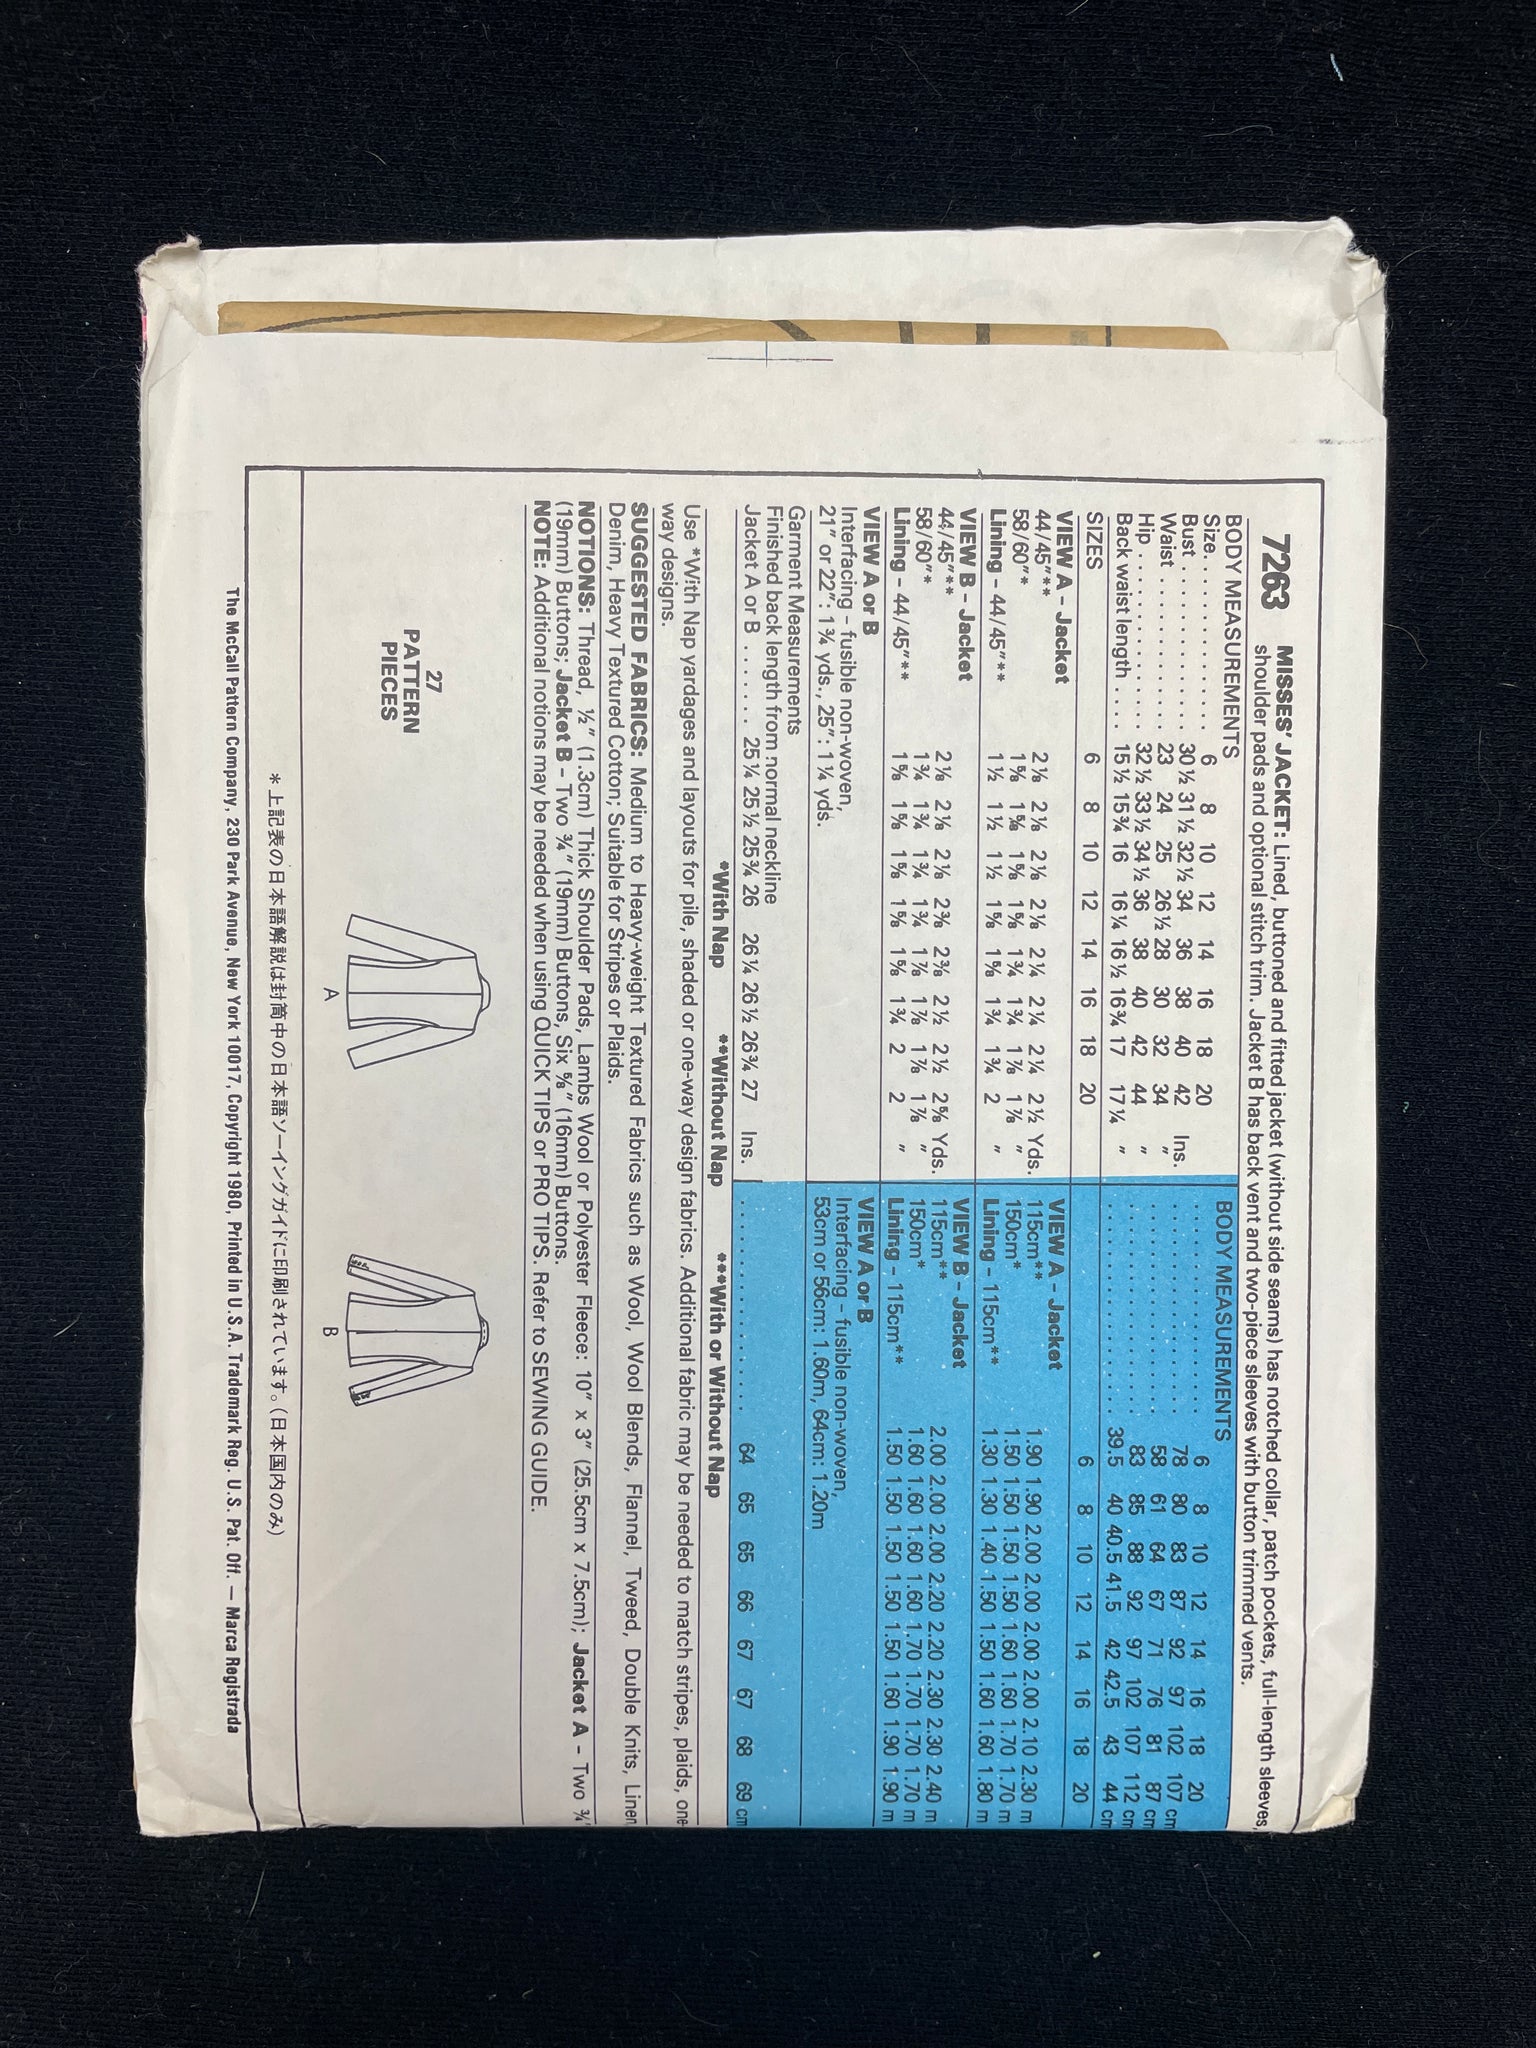 7263 MISSES' JACKET: Lined, buttoned and fitted jacket (without side seams) has notched collar, patch pockets, full-length sleeves,
shoulder pads and optional stitch trim. Jacket B has back vent and two-piece sleeves with button trimmed vents.
BODY MEASUREMENTS BODY MEASUREMENTS
Size. . . . . . . . . . 6 8 10 12 14 16 18 20 . . . . . . . . . . 6 8 10 12 14 16 18 20
Bust . . . . . . . . . . 30½ 31½ 32½ 34 36 38 40 42 Ins. . . . . . . . . . . 78 80 83 87 92 97 102 107 cm
Waist . . . . . . . . . . 23 24 25 26½ 28 30 32 34 " . . . . . . . . . . 58 61 64 67 71 76 81 87 cm
Hip . . . . . . . . . . 32½ 33½ 34½ 36 38 40 42 44 " . . . . . . . . . . 83 85 88 92 97 102 107 112 cm
Back waist length . . . . 15½ 15¾ 16 16¼ 16½ 16¾ 17 17¼ " . . . . . . . . . . 39.5 40 40.5 41.5 42 42.5 43 44 cm
SIZES 6 8 10 12 14 16 18 20 6 8 10 12 14 16 18 20
VIEW A – Jacket VIEW A – Jacket
44/45"** 2⅛ 2⅛ 2⅛ 2⅛ 2¼ 2¼ 2¼ 2½ Yds. 115cm** 1.90 1.90 2.00 2.00 2.00 2.00 2.10 2.30 m
58/60"* 1⅝ 1⅝ 1⅝ 1⅝ 1¾ 1¾ 1⅞ 1⅞ " 150cm* 1.50 1.50 1.50 1.50 1.60 1.60 1.70 1.70 m
Lining – 44/45"** 1½ 1½ 1½ 1⅝ 1⅝ 1¾ 1¾ 2 " Lining – 115cm** 1.30 1.30 1.40 1.50 1.50 1.60 1.60 1.80 m
VIEW B – Jacket VIEW B – Jacket
44/45"** 2⅛ 2⅛ 2⅛ 2⅜ 2⅜ 2½ 2½ 2⅝ Yds. 115cm** 2.00 2.00 2.00 2.20 2.20 2.30 2.30 2.40 m
58/60"* 1¾ 1¾ 1¾ 1¾ 1⅞ 1⅞ 1⅞ 1⅞ " 150cm* 1.60 1.60 1.60 1.60 1.70 1.70 1.70 1.70 m
Lining – 44/45"** 1⅝ 1⅝ 1⅝ 1⅝ 1⅝ 1¾ 2 2 " Lining – 115cm** 1.50 1.50 1.50 1.50 1.50 1.60 1.90 1.90 m
VIEW A or B VIEW A or B
Interfacing – fusible non-woven, Interfacing – fusible non-woven,
21" or 22": 1¾ yds., 25": 1¼ yds. 53cm or 56cm: 1.60m, 64cm: 1.20m
Garment Measurements
Finished back length from normal neckline
Jacket A or B . . . . . . 25¼ 25½ 25¾ 26 26¼ 26½ 26¾ 27 Ins. . . . . . . . . . . 64 65 65 66 67 67 68 69 cm
*With Nap **Without Nap ***With or Without Nap
Use *With Nap yardages and layouts for pile, shaded or one-way design fabrics. Additional fabric may be needed to match stripes, plaids, one-
way designs.
SUGGESTED FABRICS: Medium to Heavy-weight Textured Fabrics such as Wool, Wool Blends, Flannel, Tweed, Double Knits, Linen
Denim, Heavy Textured Cotton; Suitable for Stripes or Plaids.
NOTIONS: Thread, ½" (1.3cm) Thick Shoulder Pads, Lambs Wool or Polyester Fleece: 10" x 3" (25.5cm x 7.5cm); Jacket A – Two ¾"
(19mm) Buttons; Jacket B – Two ¾" (19mm) Buttons, Six ⅝" (16mm) Buttons.
NOTE: Additional notions may be needed when using QUICK TIPS or PRO TIPS. Refer to SEWING GUIDE.
27
PATTERN
PIECES
A B
*上記表の日本語解説は封筒中の日本語ソーイングガイドに印刷されています。(日本国内のみ)
The McCall Pattern Company, 230 Park Avenue, New York 10017, Copyright 1980, Printed in U.S.A. Trademark Reg. U.S. Pat. Off. — Marca Registrada